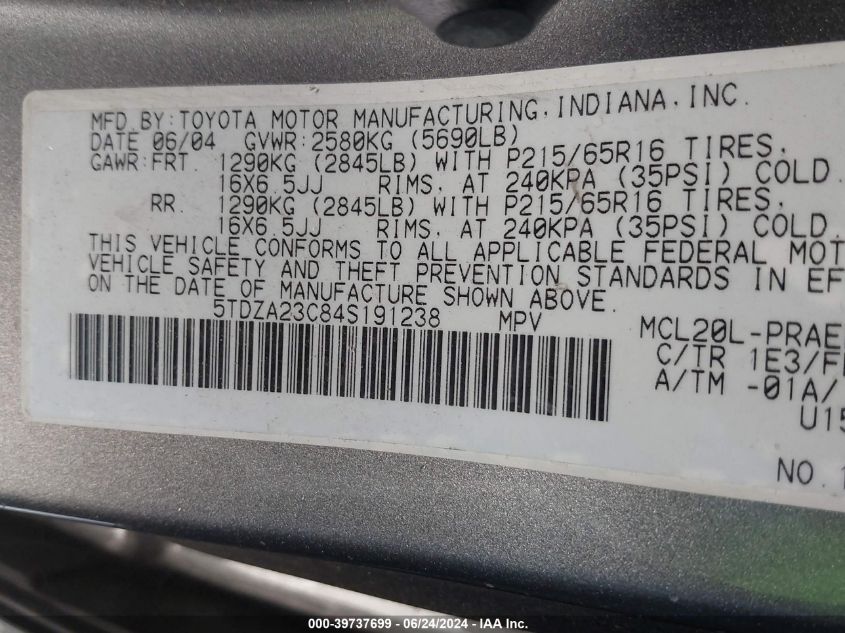 MFD. BY: TOYOTA MOTOR MANUFACTURING, INDIANA, INC.
DATE 06/04 GVWR: 2580KG (5690LB)
GAWR: FRT. 1290KG (2845LB) WITH P215/65R16 TIRES,
16X6.5JJ RIMS, AT 240KPA (35PSI) COLD.
RR. 1290KG (2845LB) WITH P215/65R16 TIRES,
16X6.5JJ RIMS, AT 240KPA (35PSI) COLD.
THIS VEHICLE CONFORMS TO ALL APPLICABLE FEDERAL MOT
VEHICLE SAFETY AND THEFT PREVENTION STANDARDS IN EF
ON THE DATE OF MANUFACTURE SHOWN ABOVE.
5TDZA23C84S191238 MPV
MCL20L-PRAE
C/TR 1E3/F
A/TM -01A/
U15
NO. 1
000-39737699 - 06/24/2024 - IAA Inc.